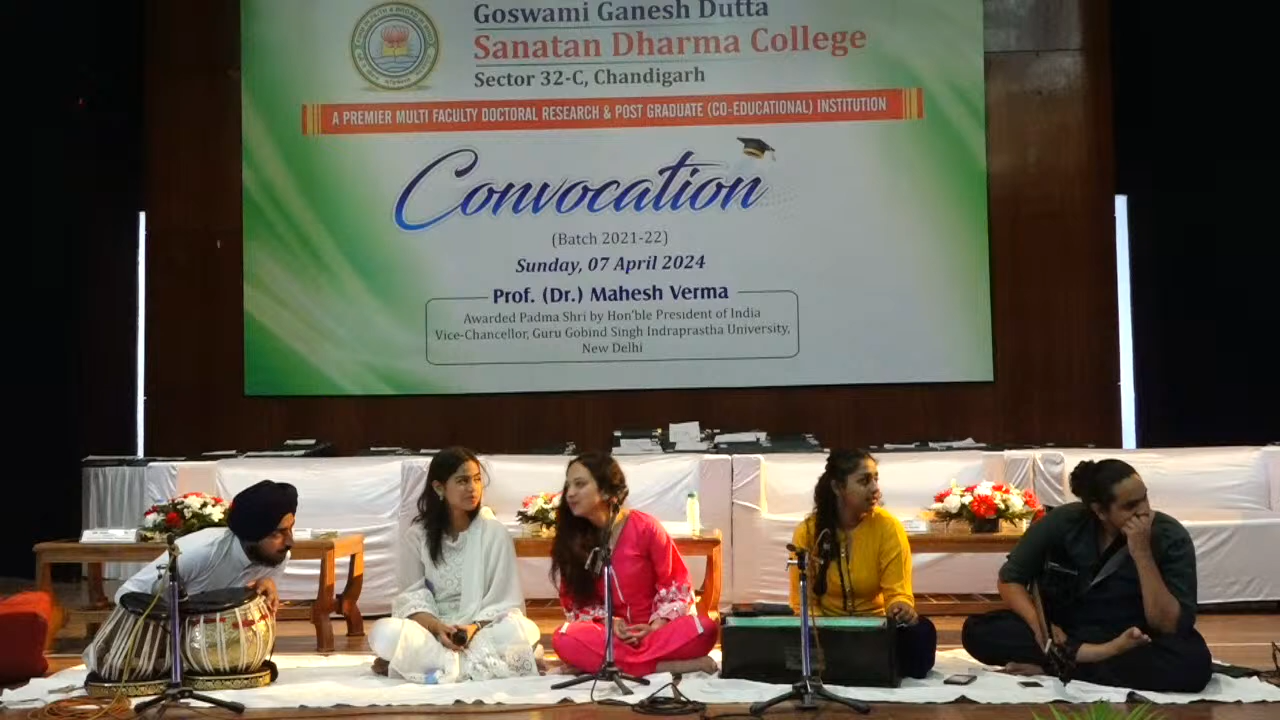 Goswami Ganesh Dutta
Sanatan Dharma College
Sector 32-C, Chandigarh
A PREMIER MULTI FACULTY DOCTORAL RESEARCH & POST GRADUATE (CO-EDUCATIONAL) INSTITUTION
Convocation
(Batch 2021-22)
Sunday, 07 April 2024
Prof. (Dr.) Mahesh Verma
Awarded Padma Shri by Hon'ble President of India
Vice-Chancellor, Guru Gobind Singh Indraprastha University,
New Delhi